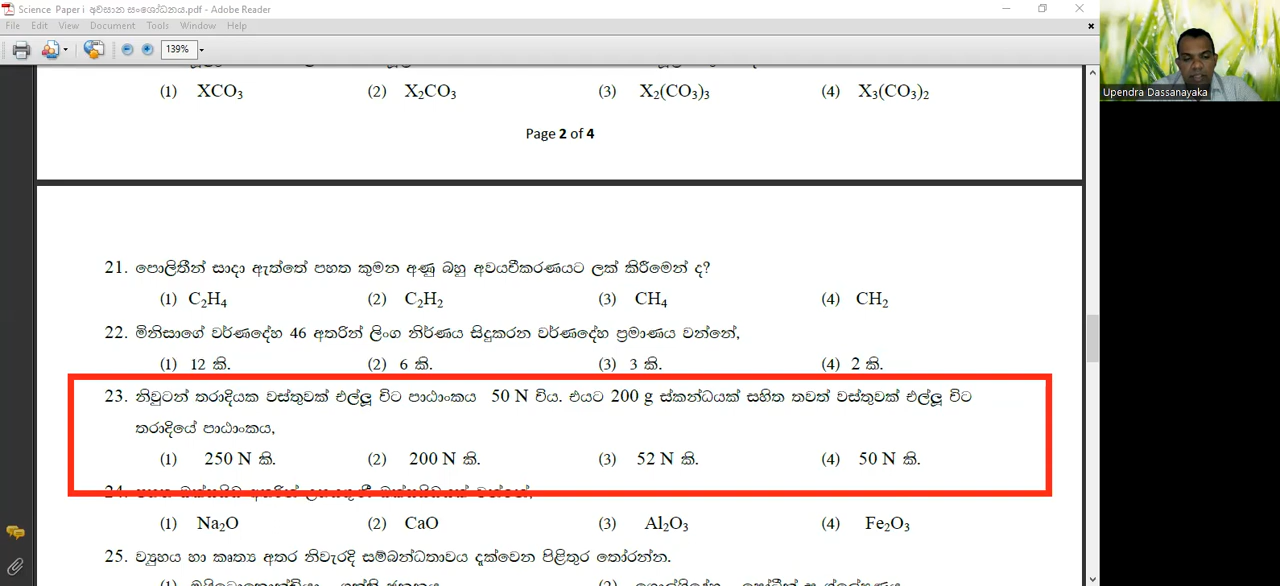 Science Paper i අවසාන සංශෝධනය.pdf - Adobe Reader
File Edit View Document Tools Window Help
139%
(1) XCO₃ (2) X₂CO₃ (3) X₂(CO₃)₃ (4) X₃(CO₃)₂
Page 2 of 4
21. පොලිතීන් සාදා ඇත්තේ පහත කුමන අණු බහු අවයවීකරණයට ලක් කිරීමෙන් ද?
(1) C₂H₄ (2) C₂H₂ (3) CH₄ (4) CH₂
22. මිනිසාගේ වර්ණදේහ 46 අතරින් ලිංග නිර්ණය සිදුකරන වර්ණදේහ ප්‍රමාණය වන්නේ,
(1) 12 කි. (2) 6 කි. (3) 3 කි. (4) 2 කි.
23. නිවුටන් තරාදියක වස්තුවක් එල්ලූ විට පාඨාංකය 50 N විය. එයට 200 g ස්කන්ධයක් සහිත තවත් වස්තුවක් එල්ලූ විට
තරාදියේ පාඨාංකය,
(1) 250 N කි. (2) 200 N කි. (3) 52 N කි. (4) 50 N කි.
24.
(1) Na₂O (2) CaO (3) Al₂O₃ (4) Fe₂O₃
25. ව්‍යුහය හා කෘත්‍ය අතර නිවැරදි සම්බන්ධතාවය දැක්වෙන පිළිතුර තෝරන්න.
Upendra Dassanayaka